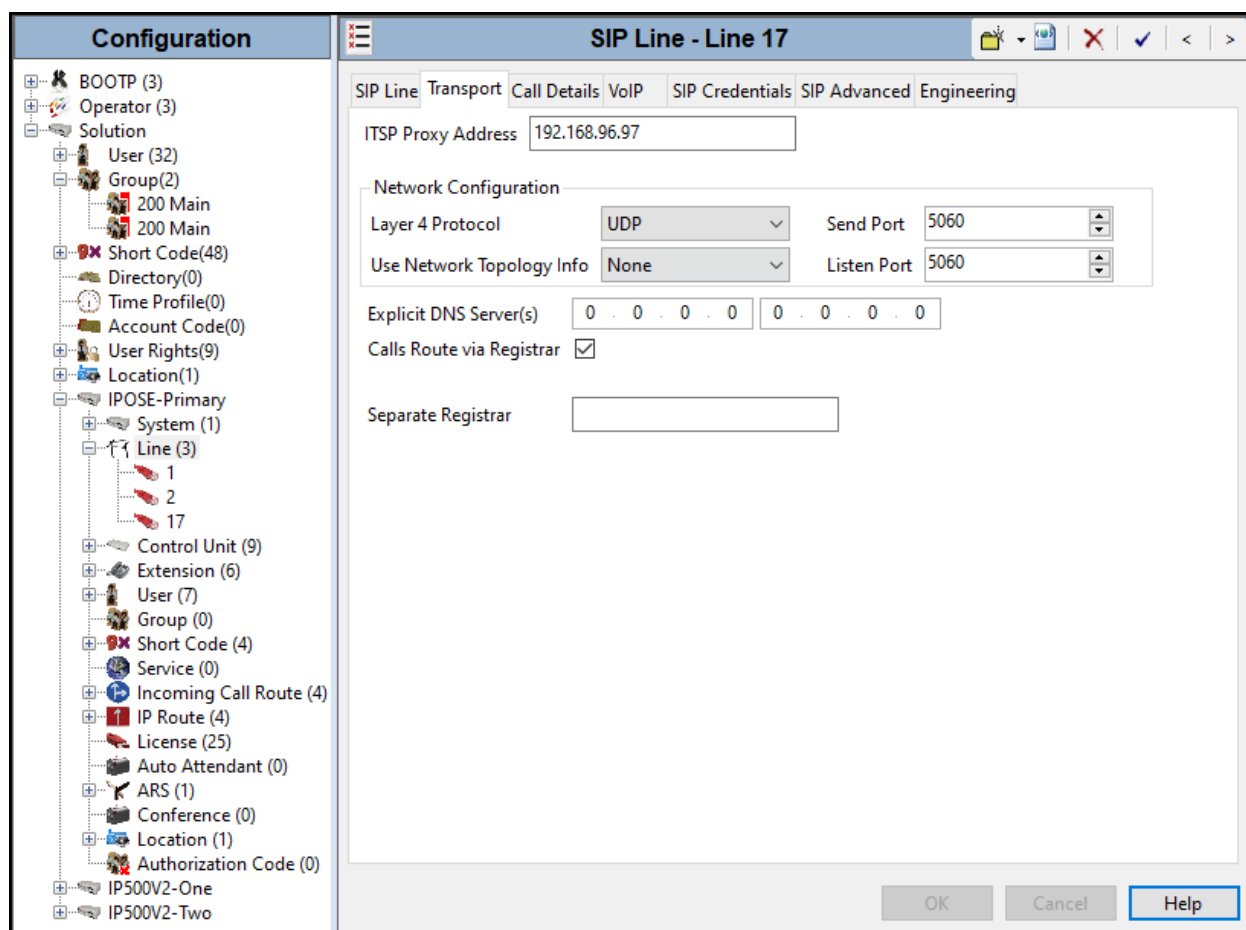 Configuration
BOOTP (3)
Operator (3)
Solution
User (32)
Group(2)
200 Main
200 Main
Short Code(48)
Directory(0)
Time Profile(0)
Account Code(0)
User Rights(9)
Location(1)
IPOSE-Primary
System (1)
Line (3)
1
2
17
Control Unit (9)
Extension (6)
User (7)
Group (0)
Short Code (4)
Service (0)
Incoming Call Route (4)
IP Route (4)
License (25)
Auto Attendant (0)
ARS (1)
Conference (0)
Location (1)
Authorization Code (0)
IP500V2-One
IP500V2-Two
SIP Line - Line 17
SIP Line Transport Call Details VoIP SIP Credentials SIP Advanced Engineering
ITSP Proxy Address 192.168.96.97
Network Configuration
Layer 4 Protocol UDP Send Port 5060
Use Network Topology Info None Listen Port 5060
Explicit DNS Server(s) 0 . 0 . 0 . 0 0 . 0 . 0 . 0
Calls Route via Registrar
Separate Registrar
OK Cancel Help